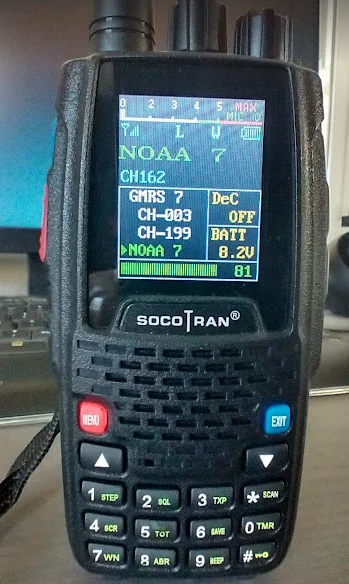 0 2 3 4 5 MAX
MIC
L W
NOAA 7
CH162
GMRS 7 DeC
CH-003 OFF
CH-199 BATT
▶NOAA 7 8.2V
81
SOCOTRAN®
MENU EXIT
▲ ▼
1 STEP 2 SQL 3 TXP * SCAN
4 SCR 5 TOT 6 SAVE 0 TMR
7 WN 8 ABR 9 BEEP #